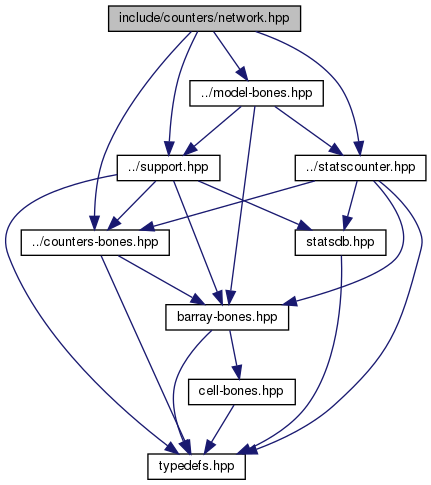 include/counters/network.hpp
../model-bones.hpp
../support.hpp
../statscounter.hpp
../counters-bones.hpp
statsdb.hpp
barray-bones.hpp
cell-bones.hpp
typedefs.hpp